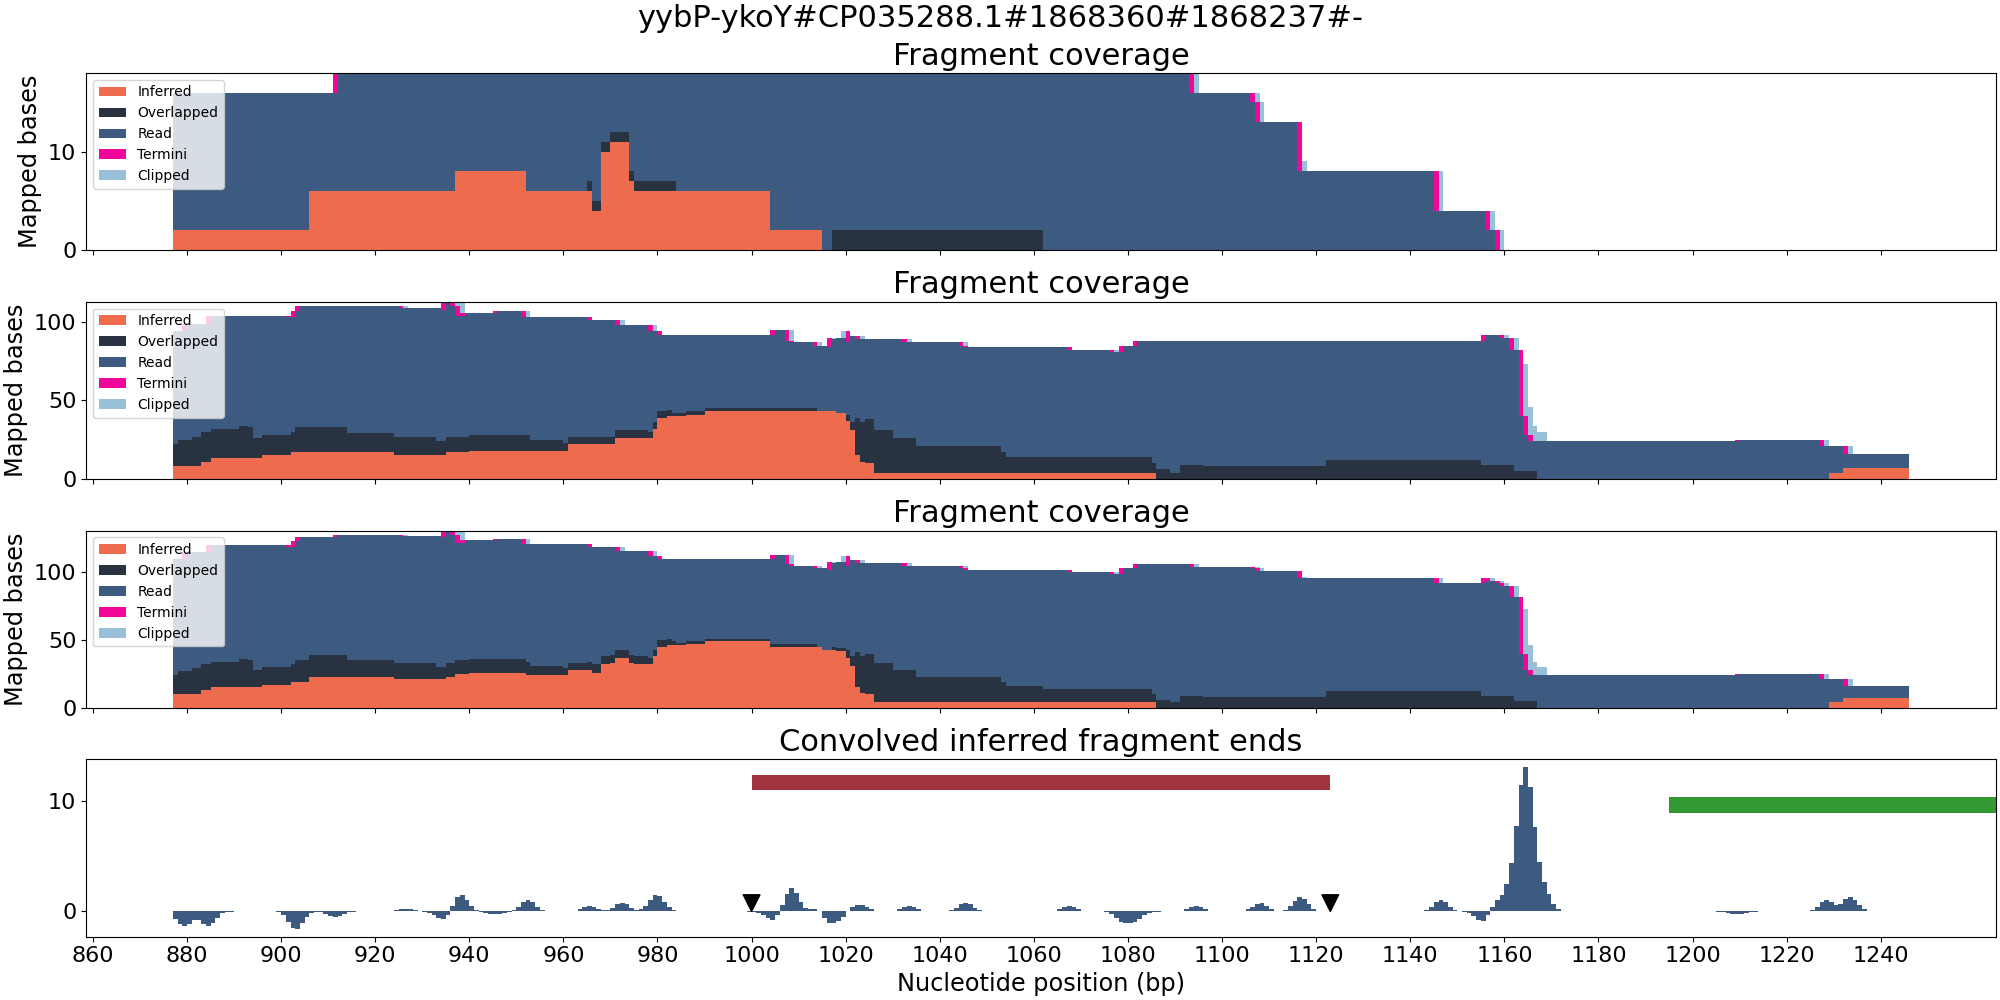 yybP-ykoY#CP035288.1#1868360#1868237#-
Fragment coverage
Mapped bases
10
0
Inferred
Overlapped
Read
Termini
Clipped
Fragment coverage
Mapped bases
100
50
0
Inferred
Overlapped
Read
Termini
Clipped
Fragment coverage
Mapped bases
100
50
0
Inferred
Overlapped
Read
Termini
Clipped
Convolved inferred fragment ends
10
0
860 880 900 920 940 960 980 1000 1020 1040 1060 1080 1100 1120 1140 1160 1180 1200 1220 1240
Nucleotide position (bp)